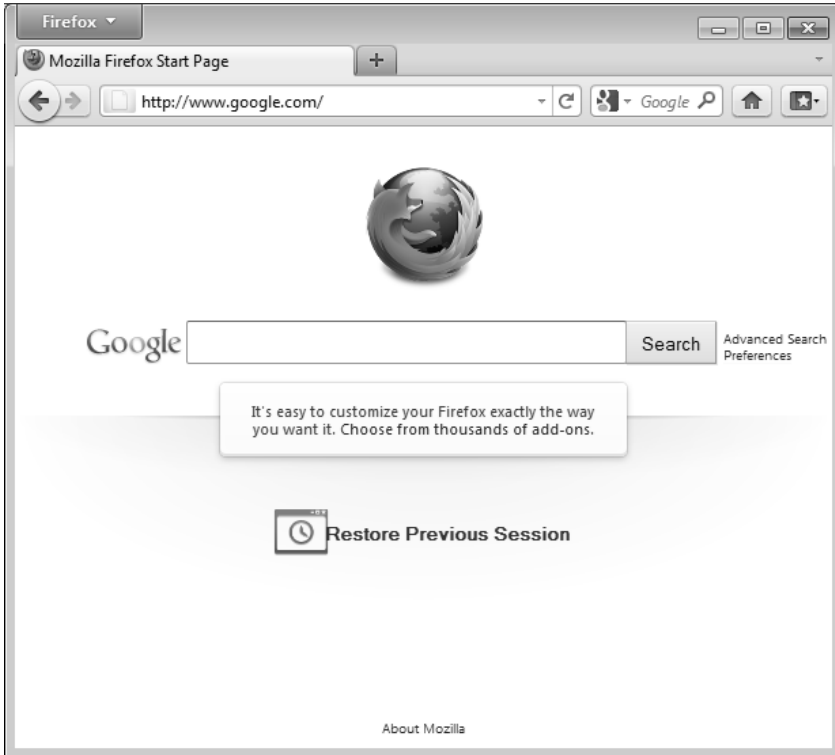 Firefox
Mozilla Firefox Start Page
http://www.google.com/
Google
Google
Search
Advanced Search
Preferences
It's easy to customize your Firefox exactly the way
you want it. Choose from thousands of add-ons.
Restore Previous Session
About Mozilla